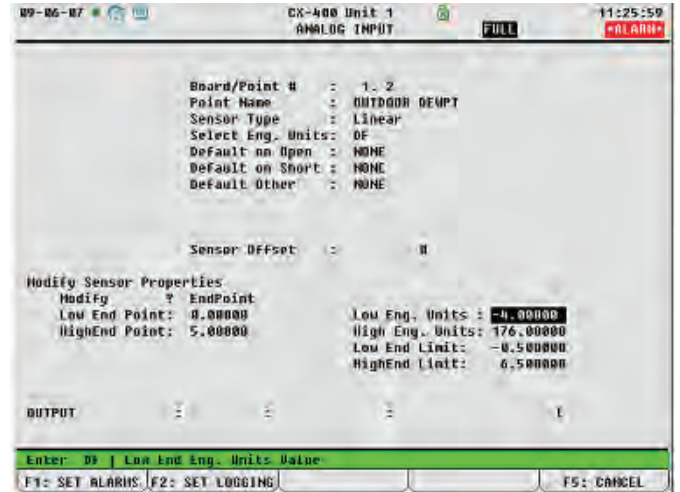 09-06-07 CX-400 Unit 1 11:25:59
ANALOG INPUT FULL *ALARM*
Board/Point # : 1. 2
Point Name : OUTDOOR DEWPT
Sensor Type : Linear
Select Eng. Units: DF
Default on Open : NONE
Default on Short : NONE
Default Other : NONE
Sensor Offset : 0
Modify Sensor Properties
Modify ? EndPoint
Low End Point: 0.00000 Low Eng. Units : -4.00000
HighEnd Point: 5.00000 High Eng. Units: 176.00000
Low End Limit: -0.500000
HighEnd Limit: 6.500000
OUTPUT : : :
Enter DF | Low End Eng. Units Value
F1: SET ALARMS F2: SET LOGGING F5: CANCEL